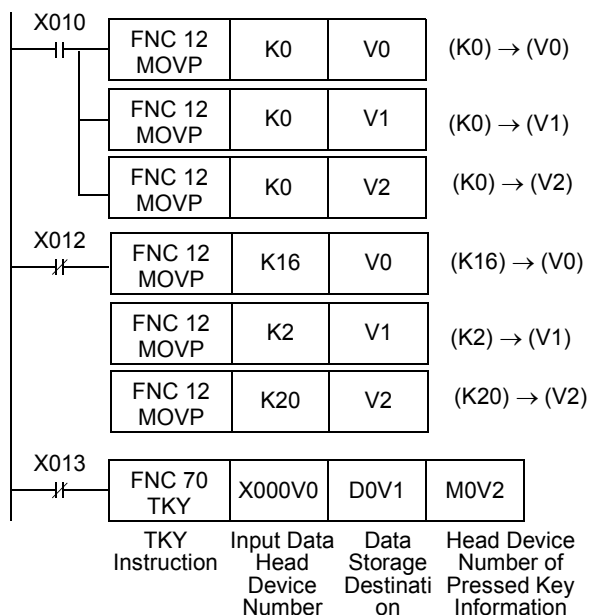 X010
FNC 12
MOVP
K0
V0
(K0) → (V0)
FNC 12
MOVP
K0
V1
(K0) → (V1)
FNC 12
MOVP
K0
V2
(K0) → (V2)
X012
FNC 12
MOVP
K16
V0
(K16) → (V0)
FNC 12
MOVP
K2
V1
(K2) → (V1)
FNC 12
MOVP
K20
V2
(K20) → (V2)
X013
FNC 70
TKY
X000V0
D0V1
M0V2
TKY
Instruction
Input Data
Head
Device
Number
Data
Storage
Destinati
on
Head Device
Number of
Pressed Key
Information